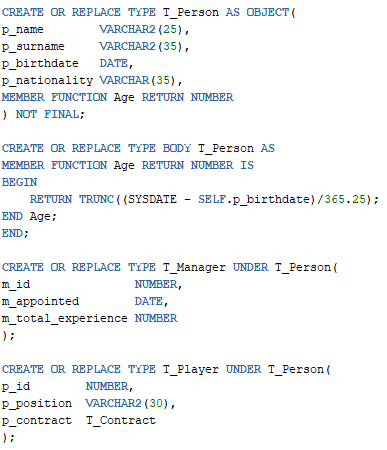 CREATE OR REPLACE TYPE T_Person AS OBJECT(
p_name        VARCHAR2(25),
p_surname     VARCHAR2(35),
p_birthdate   DATE,
p_nationality VARCHAR(35),
MEMBER FUNCTION Age RETURN NUMBER
) NOT FINAL;

CREATE OR REPLACE TYPE BODY T_Person AS
MEMBER FUNCTION Age RETURN NUMBER IS
BEGIN
    RETURN TRUNC((SYSDATE - SELF.p_birthdate)/365.25);
END Age;
END;

CREATE OR REPLACE TYPE T_Manager UNDER T_Person(
m_id               NUMBER,
m_appointed        DATE,
m_total_experience NUMBER
);

CREATE OR REPLACE TYPE T_Player UNDER T_Person(
p_id        NUMBER,
p_position  VARCHAR2(30),
p_contract  T_Contract
);